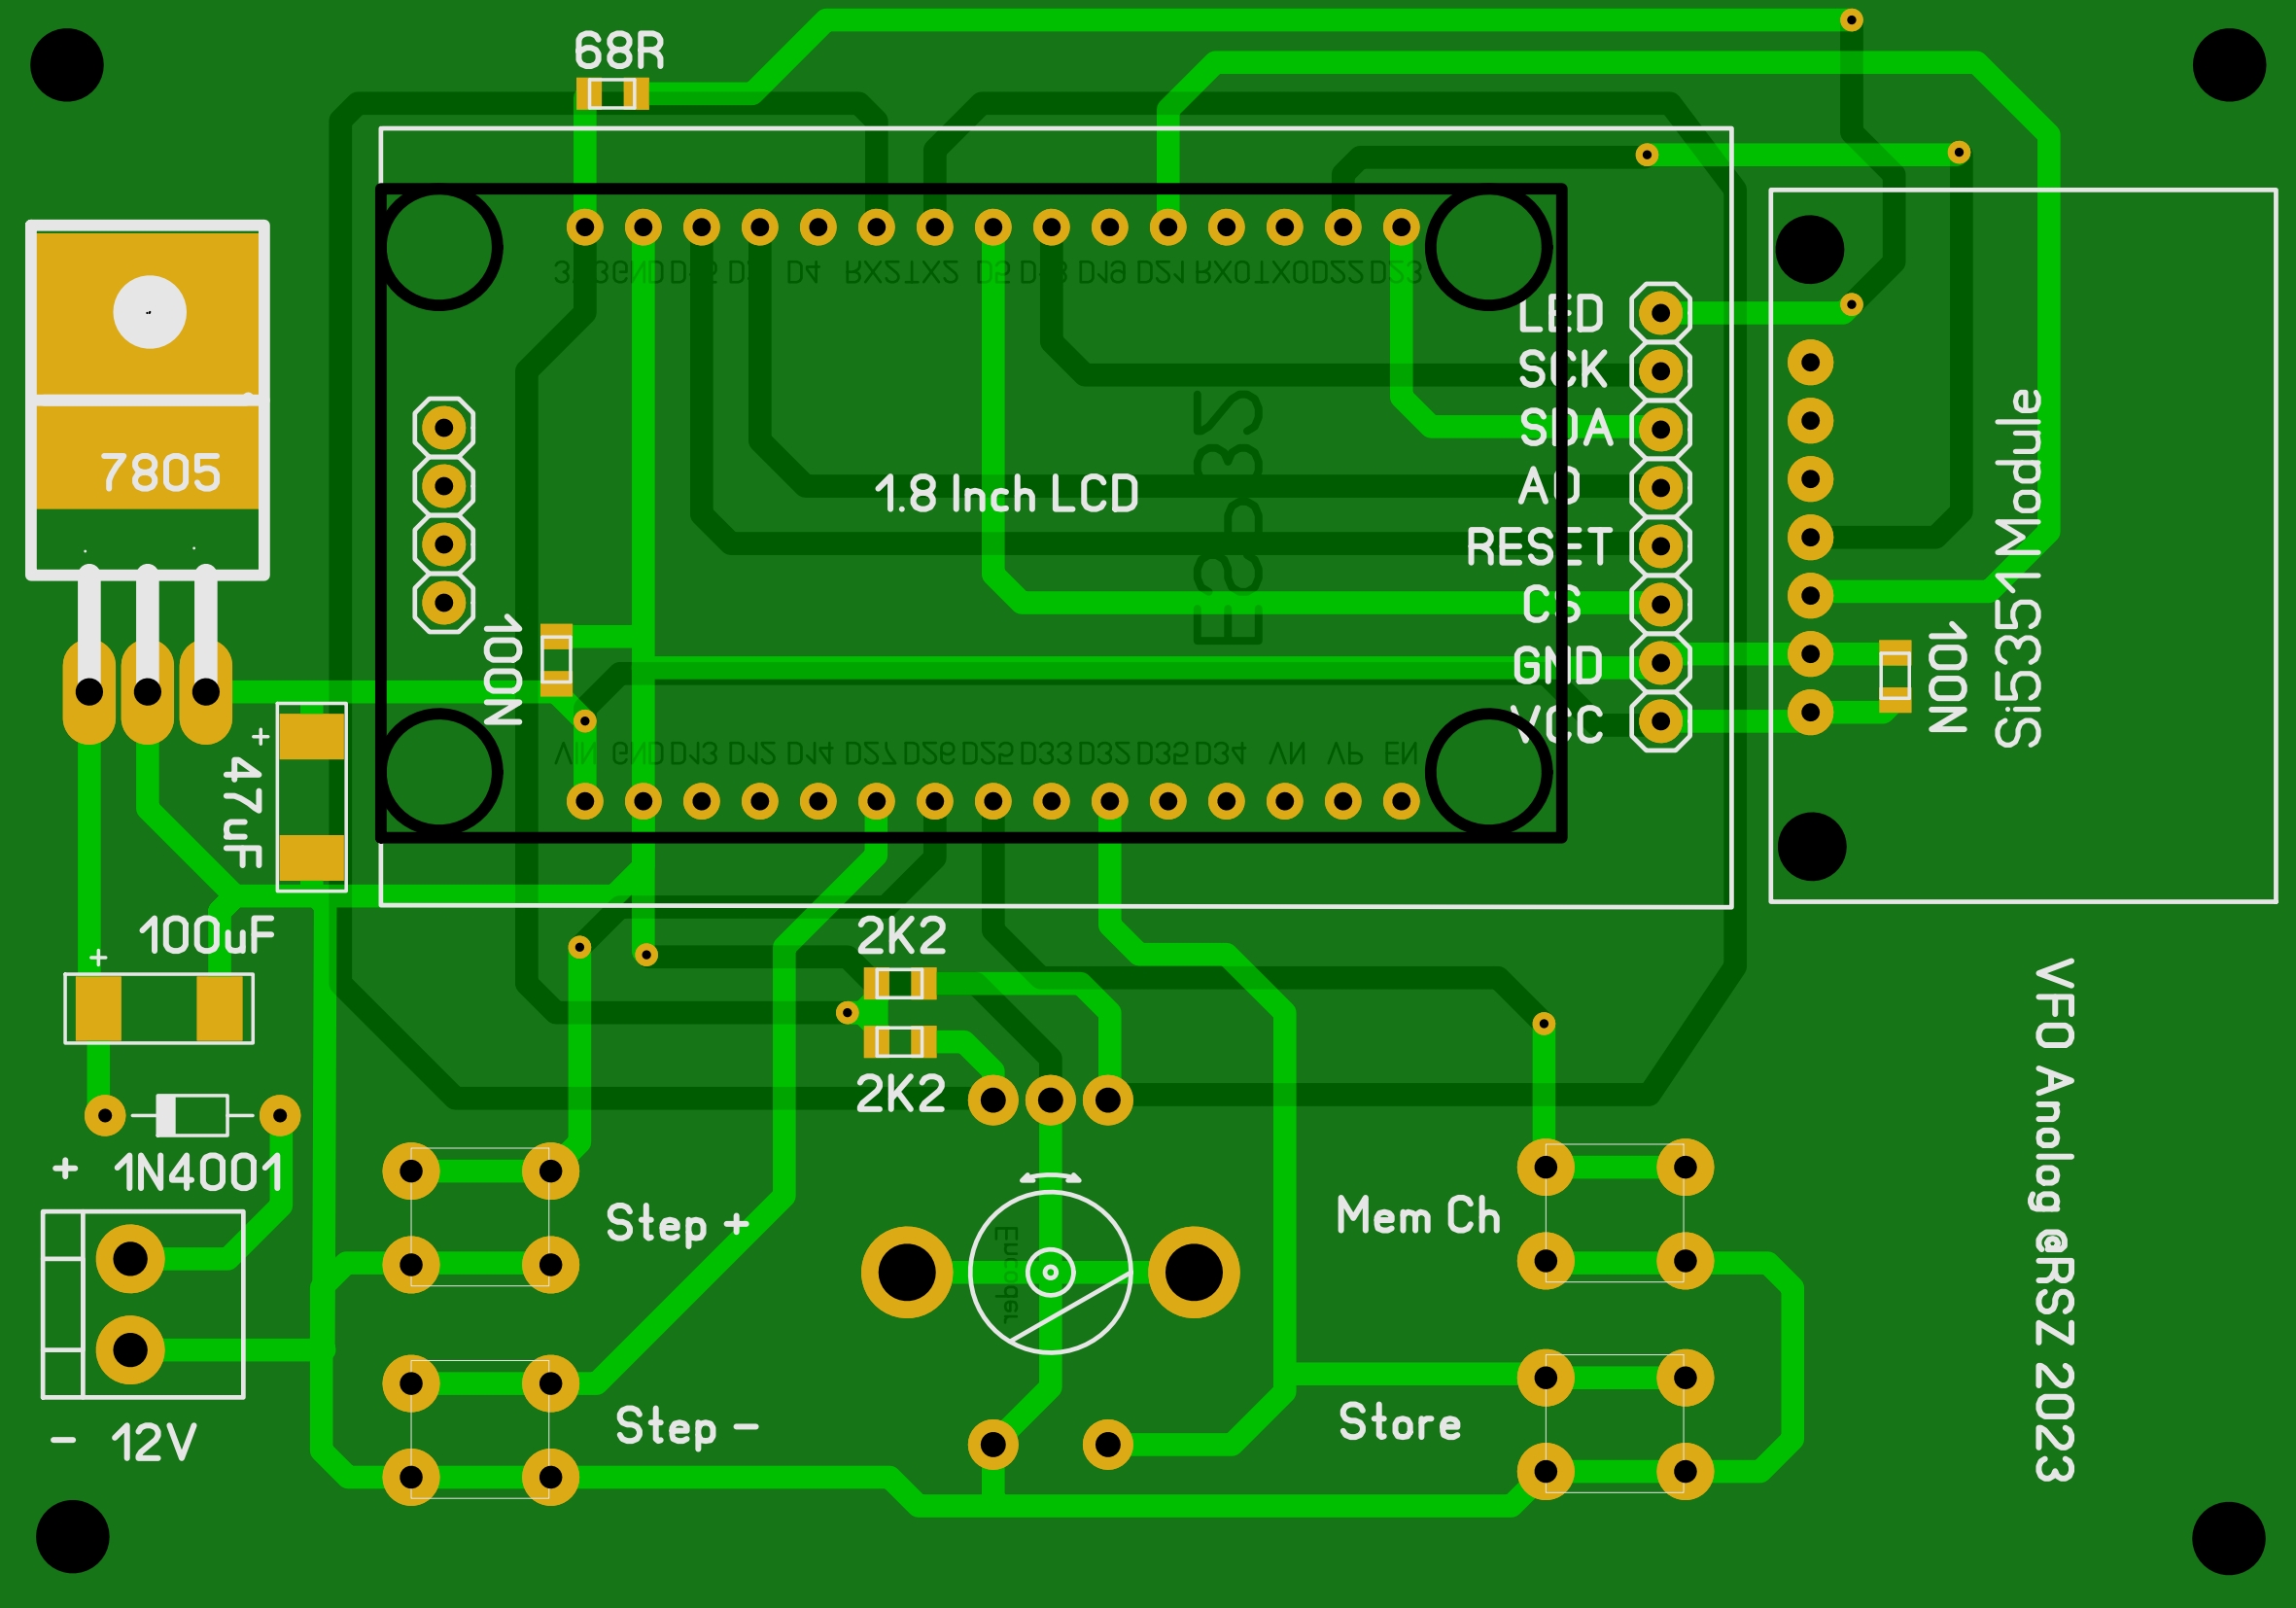 68R
3V3 GND D15 D2 D4 RX2 TX2 D5 D18 D19 D21 RX0 TX0 D22 D23
LED
SCK
SDA
A0
RESET
CS
GND
VCC
1.8 Inch LCD
ESP32
7805
100N
Si5351 Module
100N
VIN GND D13 D12 D14 D27 D26 D25 D33 D32 D35 D34 VN VP EN
+
47uF
100uF
+
2K2
2K2
+ 1N4001
Step +
Encoder
Mem Ch
- 12V
Step -
Store
VFO Anolog @RSZ 2023